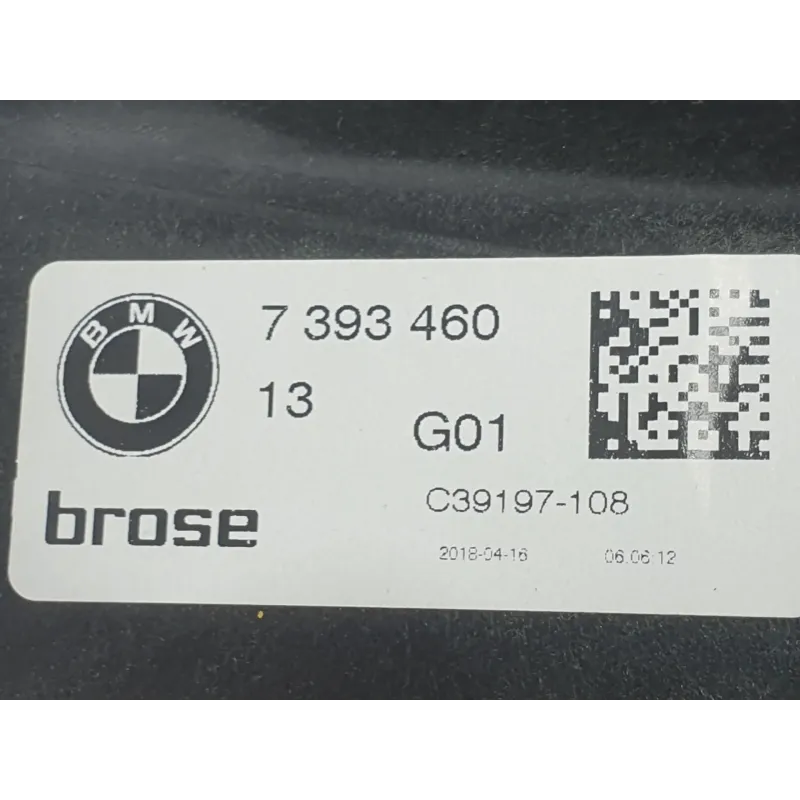 BMW
7 393 460
13
G01
C39197-108
brose
2018-04-16 06:06:12